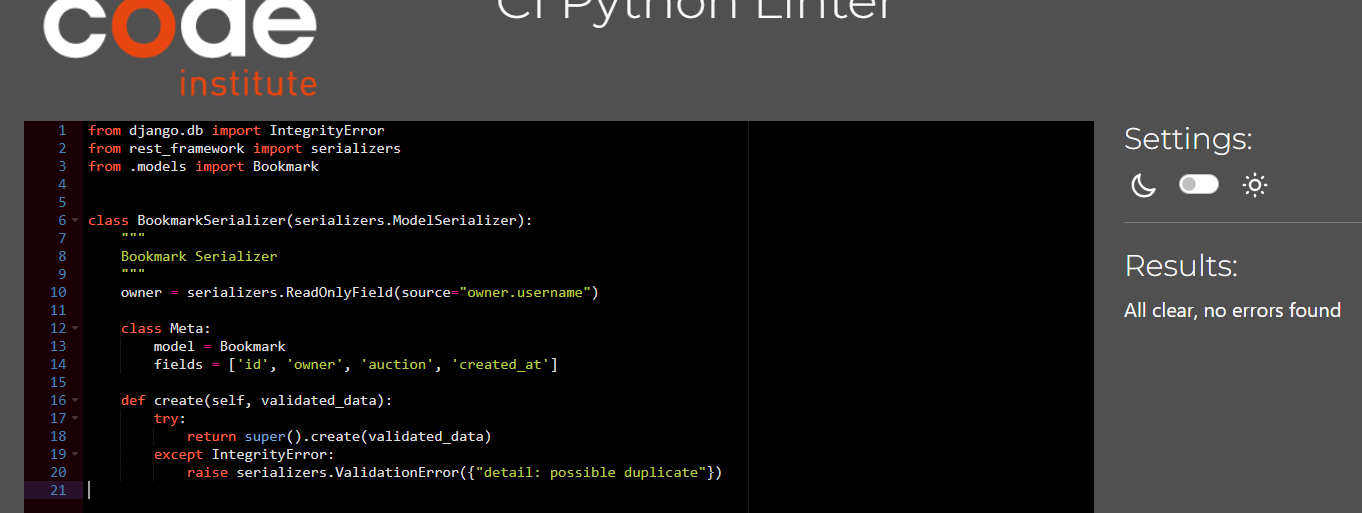 code
institute
CI Python Linter
1 from django.db import IntegrityError
2 from rest_framework import serializers
3 from .models import Bookmark
4
5
6 class BookmarkSerializer(serializers.ModelSerializer):
7 """
8 Bookmark Serializer
9 """
10 owner = serializers.ReadOnlyField(source="owner.username")
11
12 class Meta:
13 model = Bookmark
14 fields = ['id', 'owner', 'auction', 'created_at']
15
16 def create(self, validated_data):
17 try:
18 return super().create(validated_data)
19 except IntegrityError:
20 raise serializers.ValidationError({"detail: possible duplicate"})
21
Settings:
Results:
All clear, no errors found